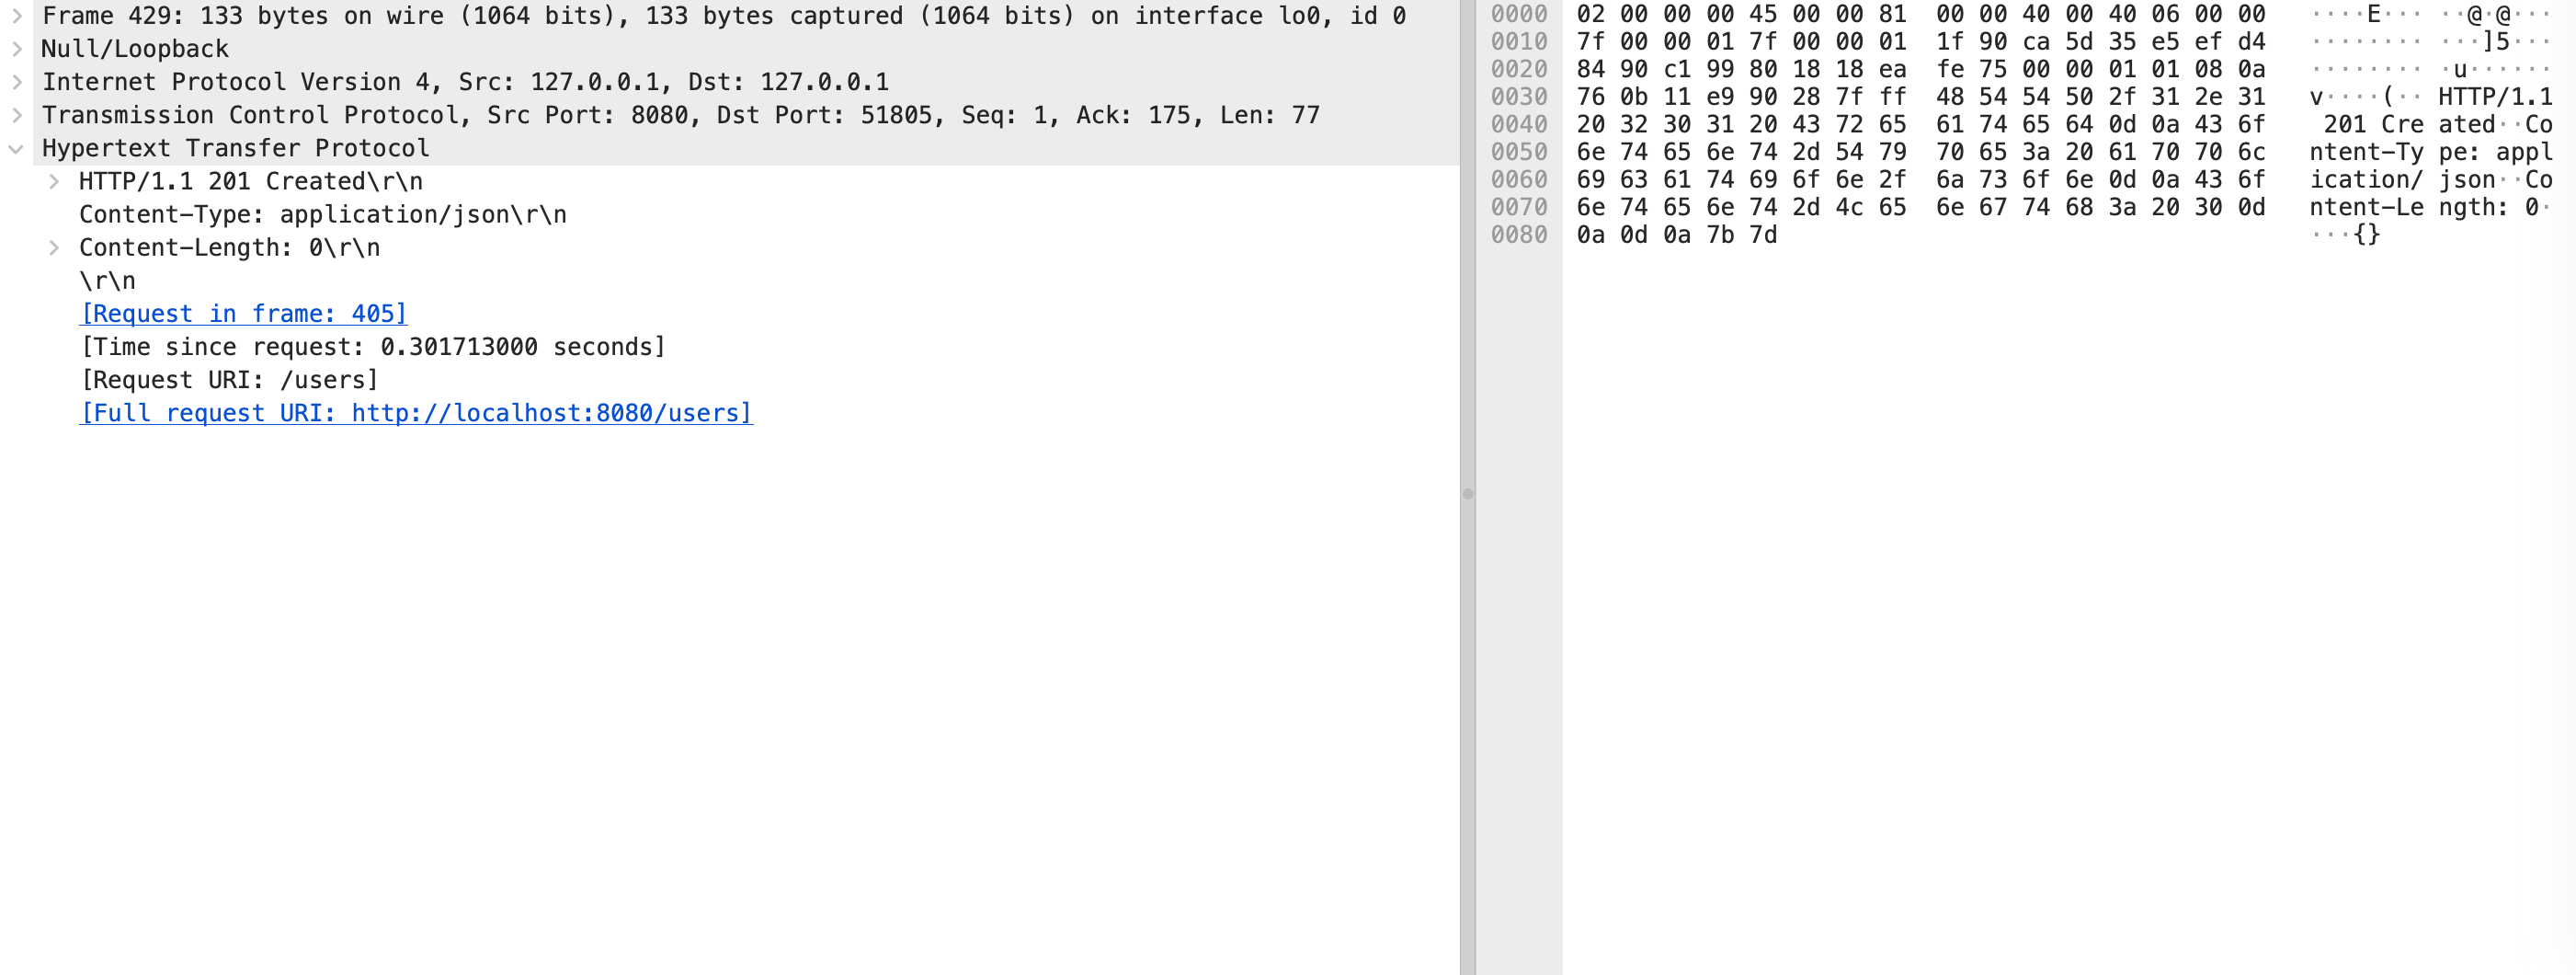 Frame 429: 133 bytes on wire (1064 bits), 133 bytes captured (1064 bits) on interface lo0, id 0
Null/Loopback
Internet Protocol Version 4, Src: 127.0.0.1, Dst: 127.0.0.1
Transmission Control Protocol, Src Port: 8080, Dst Port: 51805, Seq: 1, Ack: 175, Len: 77
Hypertext Transfer Protocol
HTTP/1.1 201 Created\r\n
Content-Type: application/json\r\n
Content-Length: 0\r\n
\r\n
[Request in frame: 405]
[Time since request: 0.301713000 seconds]
[Request URI: /users]
[Full request URI: http://localhost:8080/users]
0000 02 00 00 00 45 00 00 81 00 00 40 00 40 06 00 00 ····E··· ··@·@···
0010 7f 00 00 01 7f 00 00 01 1f 90 ca 5d 35 e5 ef d4 ········ ···]5···
0020 84 90 c1 99 80 18 18 ea fe 75 00 00 01 01 08 0a ········ ·u······
0030 76 0b 11 e9 90 28 7f ff 48 54 54 50 2f 31 2e 31 v····(·· HTTP/1.1
0040 20 32 30 31 20 43 72 65 61 74 65 64 0d 0a 43 6f  201 Cre ated··Co
0050 6e 74 65 6e 74 2d 54 79 70 65 3a 20 61 70 70 6c ntent-Ty pe: appl
0060 69 63 61 74 69 6f 6e 2f 6a 73 6f 6e 0d 0a 43 6f ication/ json··Co
0070 6e 74 65 6e 74 2d 4c 65 6e 67 74 68 3a 20 30 0d ntent-Le ngth: 0·
0080 0a 0d 0a 7b 7d ···{}